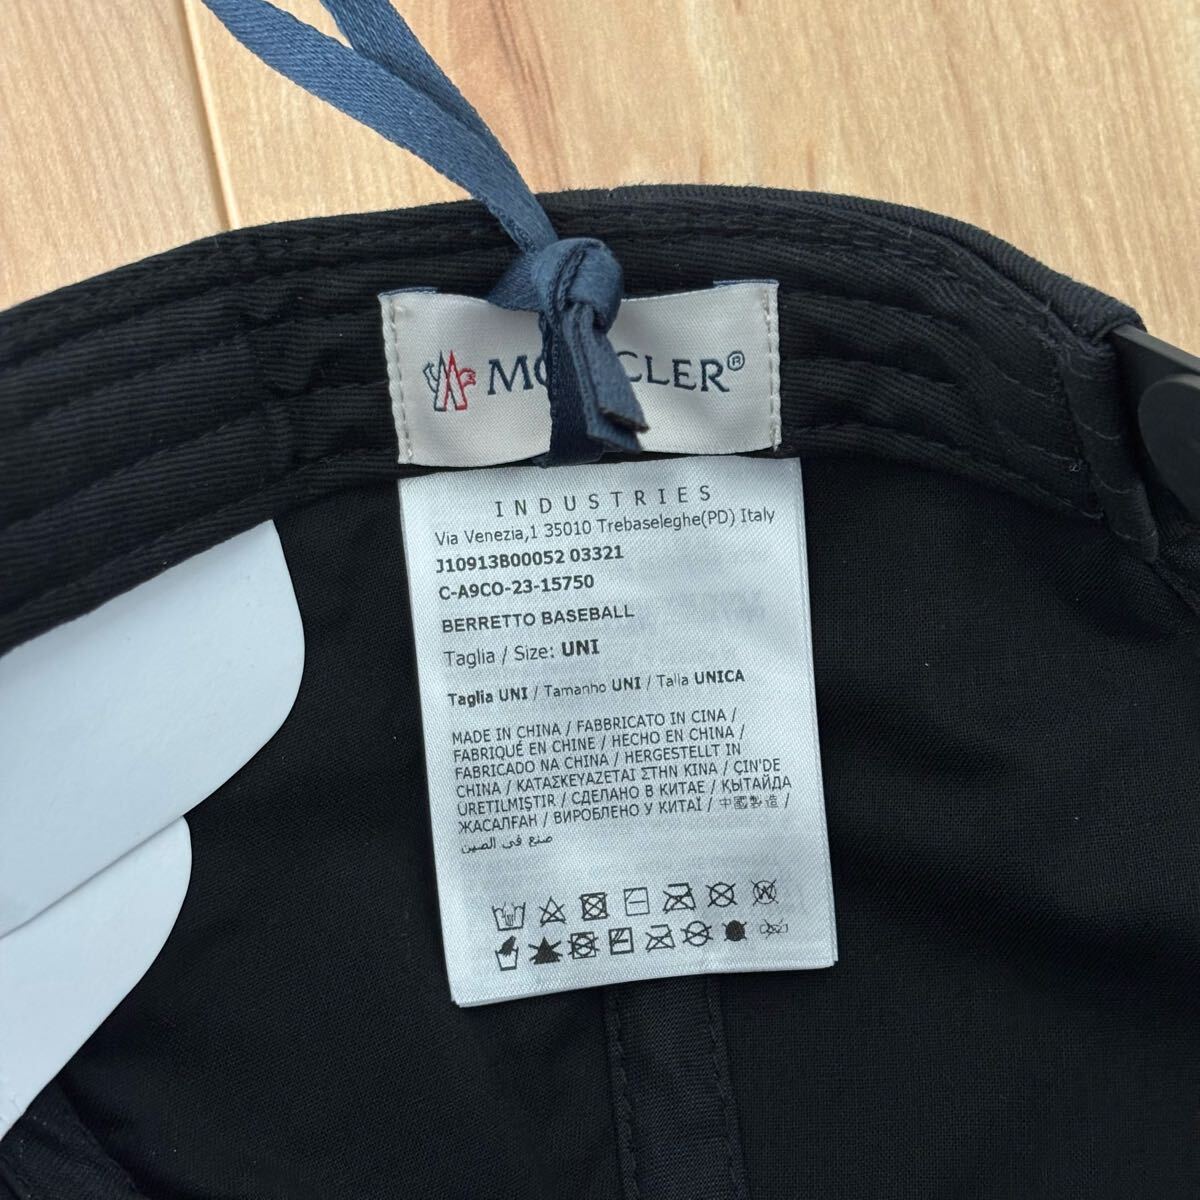 MO CLER®
INDUSTRIES
Via Venezia,1 35010 Trebaseleghe(PD) Italy
J10913B00052 03321
C-A9CO-23-15750
BERRETTO BASEBALL
Taglia / Size: UNI
Taglia UNI / Tamanho UNI / Talla UNICA
MADE IN CHINA / FABBRICATO IN CINA /
FABRIQUÉ EN CHINE / HECHO EN CHINA /
FABRICADO NA CHINA / HERGESTELLT IN
CHINA / ΚΑΤΑΣΚΕΥΑΖΕΤΑΙ ΣΤΗΝ ΚΙΝΑ / ÇIN'DE
ÜRETILMIŞTIR / СДЕЛАНО В КИТАЕ / ҚЫТАЙДА
ЖАСАЛҒАН / ВИРОБЛЕНО У КИТАЇ / 中國製造 /
صنع في الصين